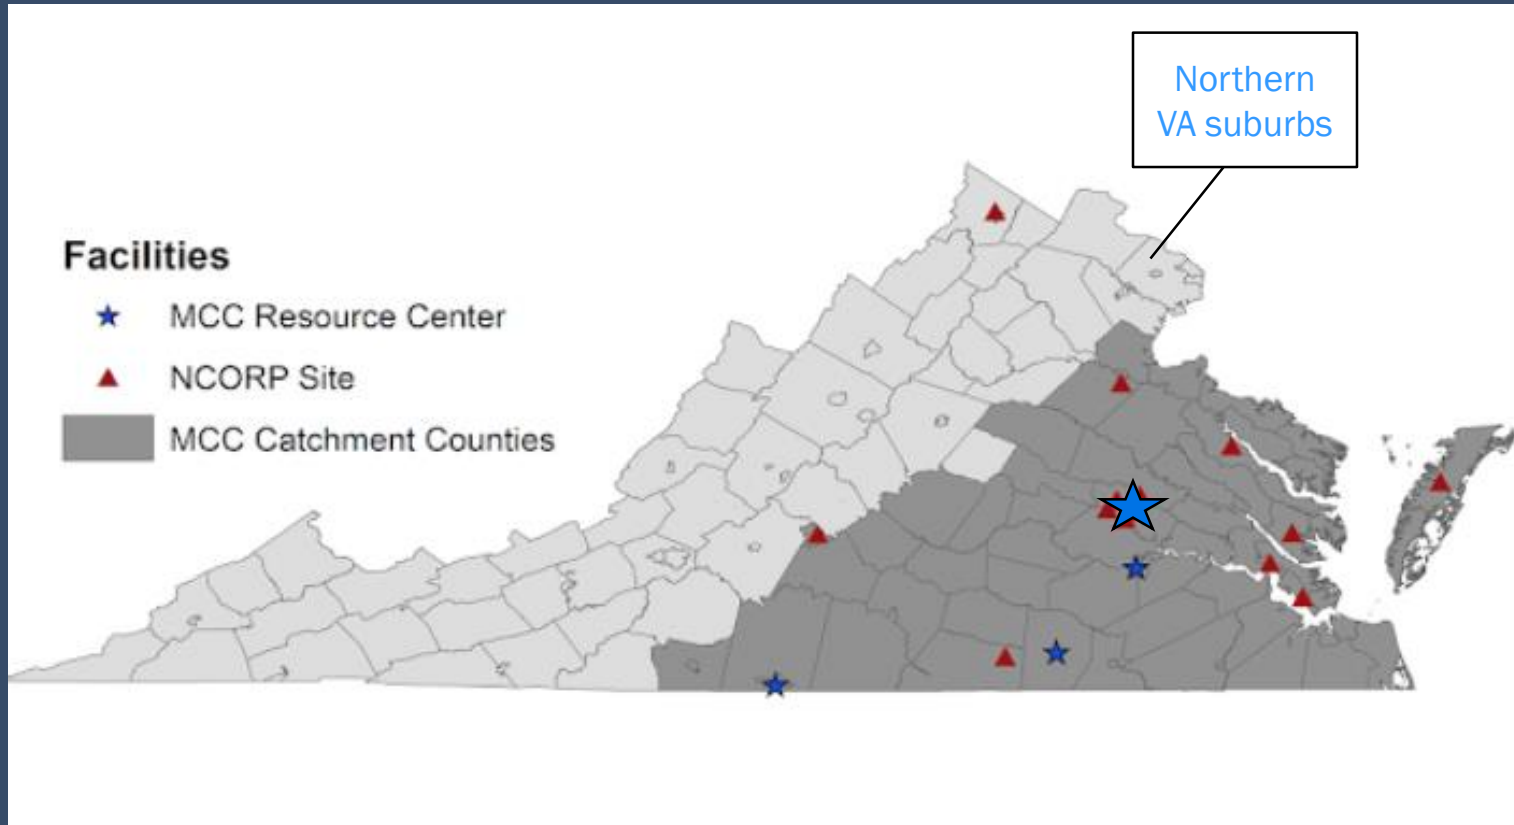 Northern
VA suburbs
Facilities
MCC Resource Center
NCORP Site
MCC Catchment Counties